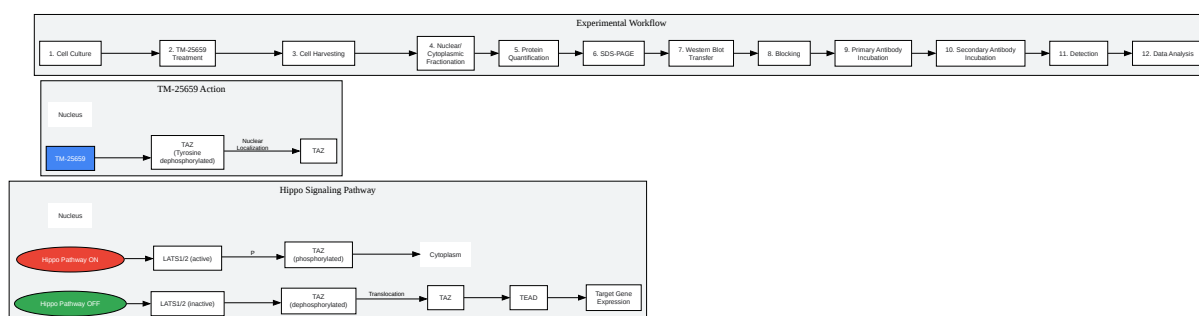 Experimental Workflow
1. Cell Culture
2. TM-25659
Treatment
3. Cell Harvesting
4. Nuclear/
Cytoplasmic
Fractionation
5. Protein
Quantification
6. SDS-PAGE
7. Western Blot
Transfer
8. Blocking
9. Primary Antibody
Incubation
10. Secondary Antibody
Incubation
11. Detection
12. Data Analysis
TM-25659 Action
Nucleus
TM-25659
TAZ
(Tyrosine
dephosphorylated)
Nuclear
Localization
TAZ
Hippo Signaling Pathway
Nucleus
Hippo Pathway ON
LATS1/2 (active)
P
TAZ
(phosphorylated)
Cytoplasm
Hippo Pathway OFF
LATS1/2 (inactive)
TAZ
(dephosphorylated)
Translocation
TAZ
TEAD
Target Gene
Expression